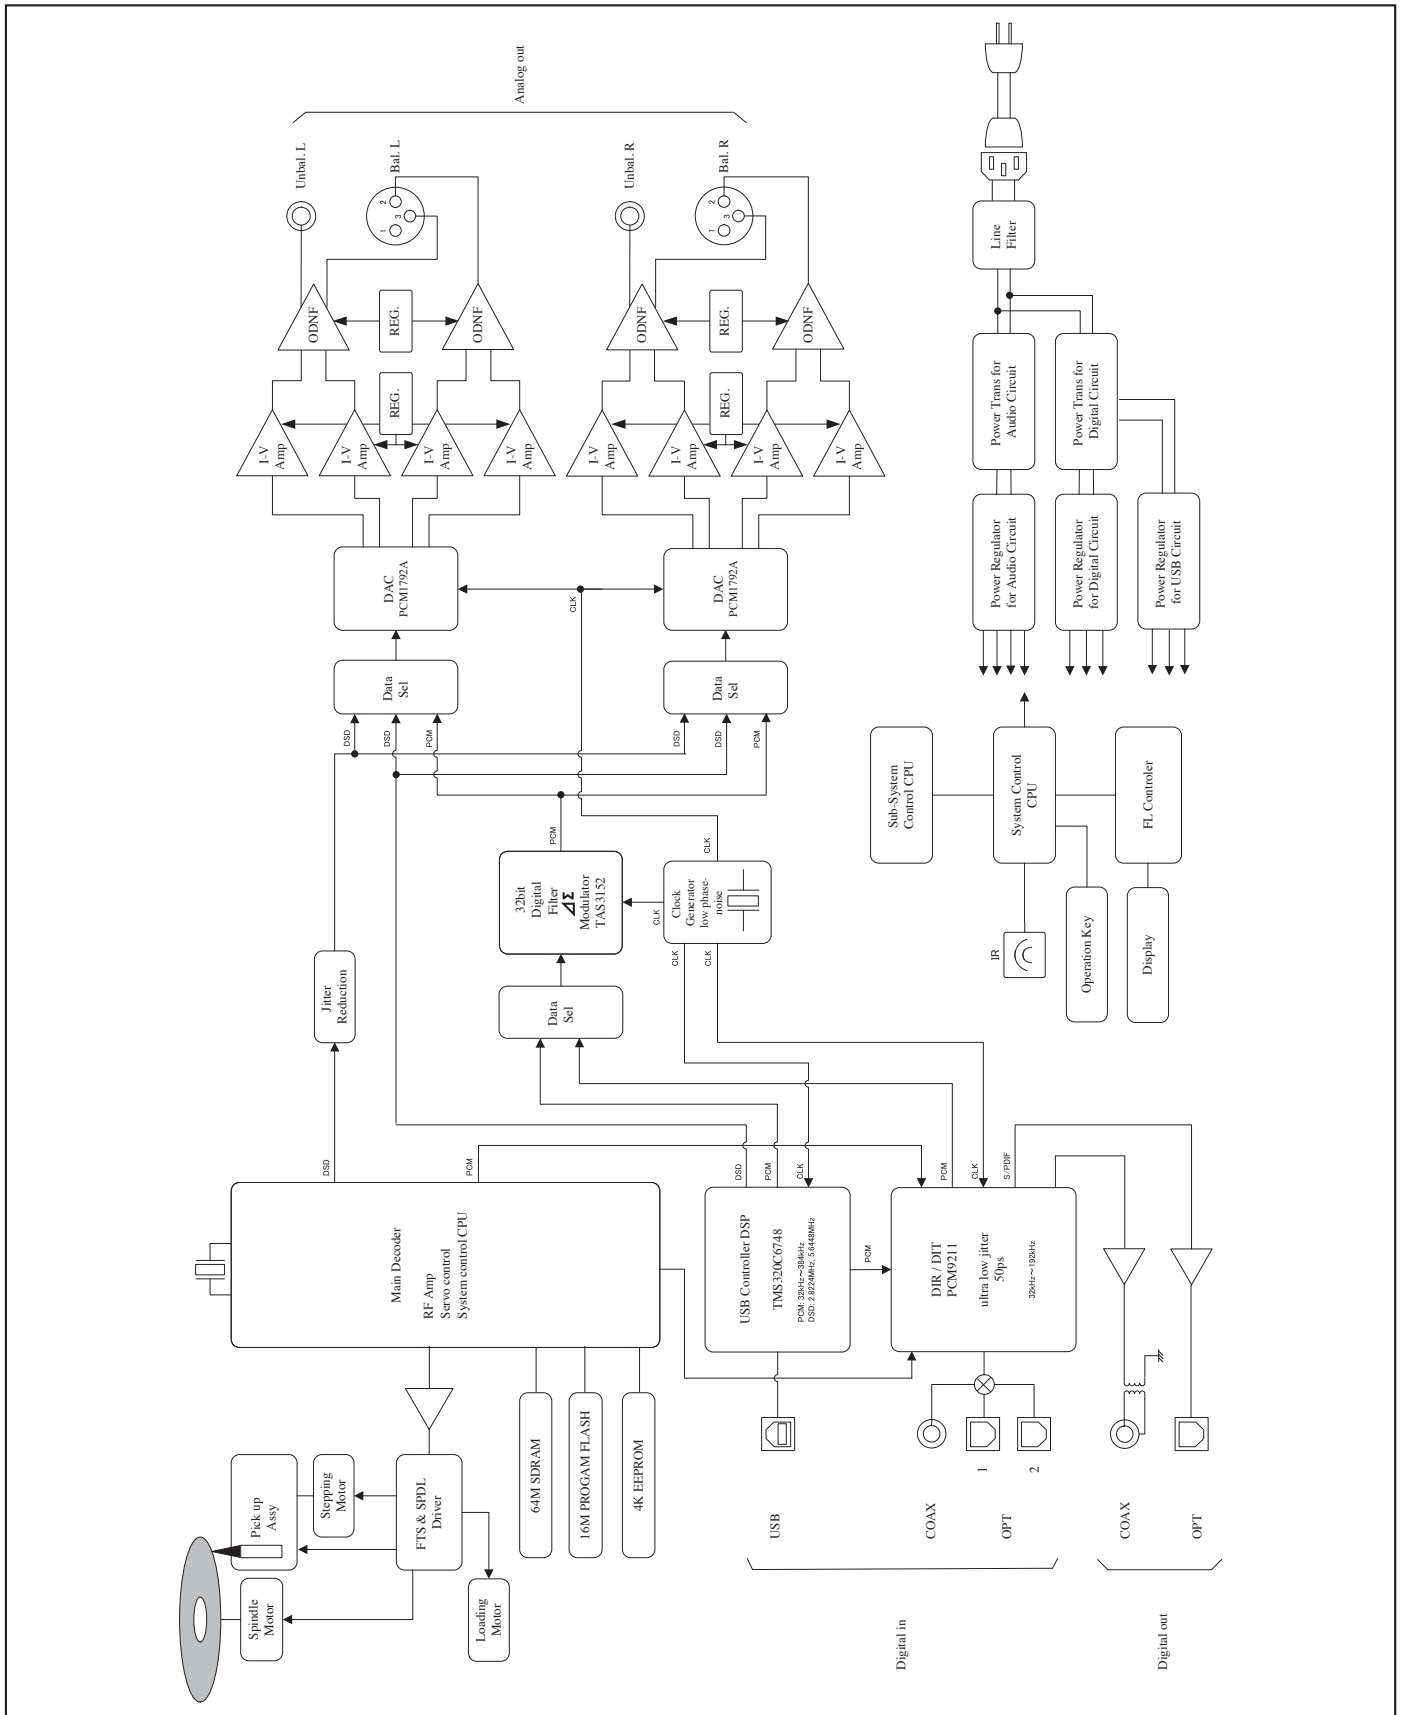 Spindle
Motor
Pick up
Assy
Stepping
Motor
FTS & SPDL
Driver
Loading
Motor
64M SDRAM
16M PROGAM FLASH
4K EEPROM
Main Decoder
RF Amp
Servo control
System control CPU
DSD
PCM
Jitter
Reduction
DSD
DSD
PCM
Data
Sel
DAC
PCM1792A
I-V
Amp
I-V
Amp
I-V
Amp
I-V
Amp
REG.
REG.
ODNF
ODNF
Unbal. L
Bal. L
1
2
3
Analog out
Data
Sel
32bit
Digital
Filter
ΔΣ
Modulator
TAS3152
PCM
CLK
Clock
Generator
low phase-
noise
CLK
CLK
CLK
CLK
DSD
DSD
PCM
Data
Sel
DAC
PCM1792A
I-V
Amp
I-V
Amp
I-V
Amp
I-V
Amp
REG.
REG.
ODNF
ODNF
Unbal. R
Bal. R
1
2
3
USB
USB Controller DSP
TMS320C6748
PCM: 32kHz～384kHz
DSD: 2.8224MHz, 5.6448MHz
DSD
PCM
CLK
PCM
Digital in
COAX
OPT
1
2
DIR / DIT
PCM9211
ultra low jitter
50ps
32kHz～192kHz
PCM
CLK
S/PDIF
Digital out
COAX
OPT
Sub-System
Control CPU
System Control
CPU
FL Controler
IR
Operation Key
Display
Power Regulator
for Audio Circuit
Power Regulator
for Digital Circuit
Power Regulator
for USB Circuit
Power Trans for
Audio Circuit
Power Trans for
Digital Circuit
Line
Filter